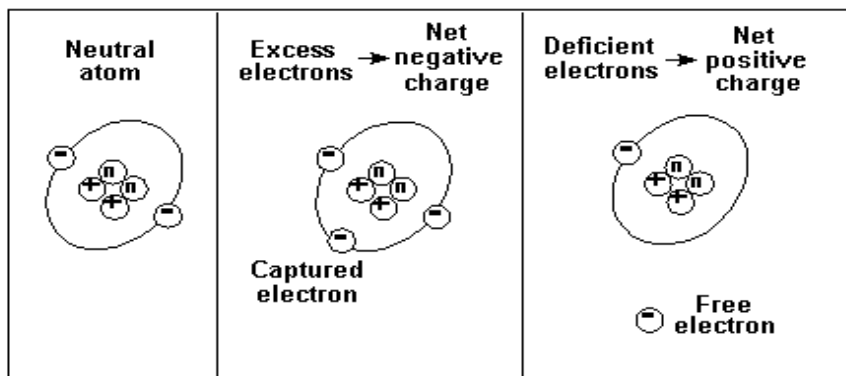 Neutral
atom
-
n
+
n
+
-
Excess
electrons
Net
negative
charge
-
n
+
n
+
-
-
Captured
electron
Deficient
electrons
Net
positive
charge
-
n
+
n
+
-
Free
electron